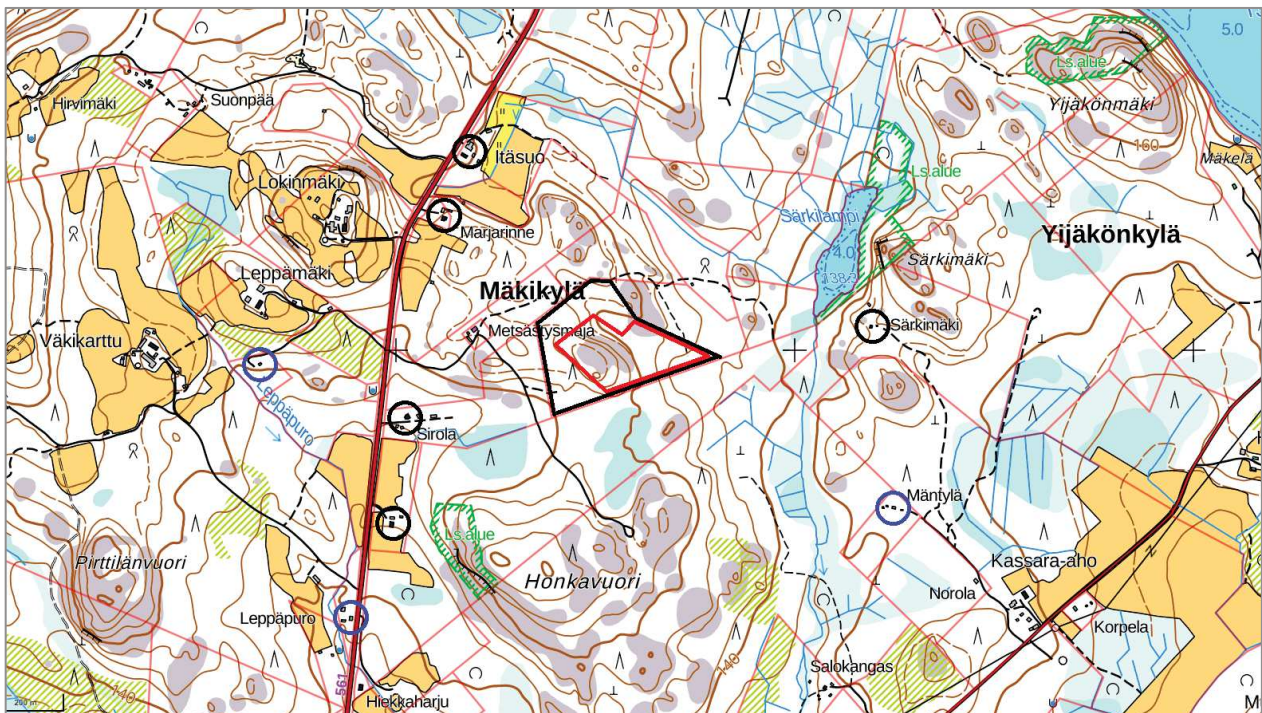 5.0
Ls.alue
Hirvimäki
Suonpää
Yijäkönmäki
160
Mäkelä
Itäsuo
Lokinmäki
Ls.alue
Särkilampi
Marjarinne
Yijäkönkylä
4.0
Särkimäki
Leppämäki
138.3
Mäkikylä
Väkikarttu
Metsästysmaja
Särkimäki
Leppäpuro
Sirola
Mäntylä
Ls.alue
Pirttilänvuori
Honkavuori
Kassara-aho
Norola
Leppäpuro
Korpela
140
Salokangas
140
561
Hiekkaharju
200 m
M